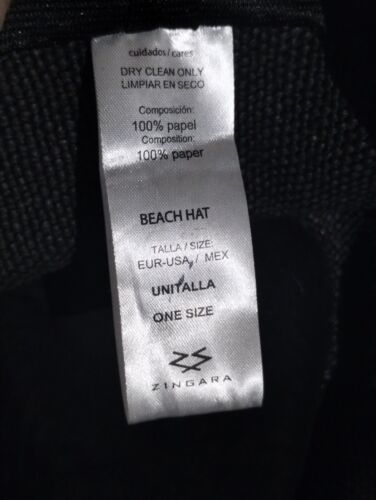 cuidados / cares
DRY CLEAN ONLY
LIMPIAR EN SECO
Composición:
100% papel
Composition:
100% paper
BEACH HAT
TALLA / SIZE:
EUR-USA / MEX
UNITALLA
ONE SIZE
ZINGARA